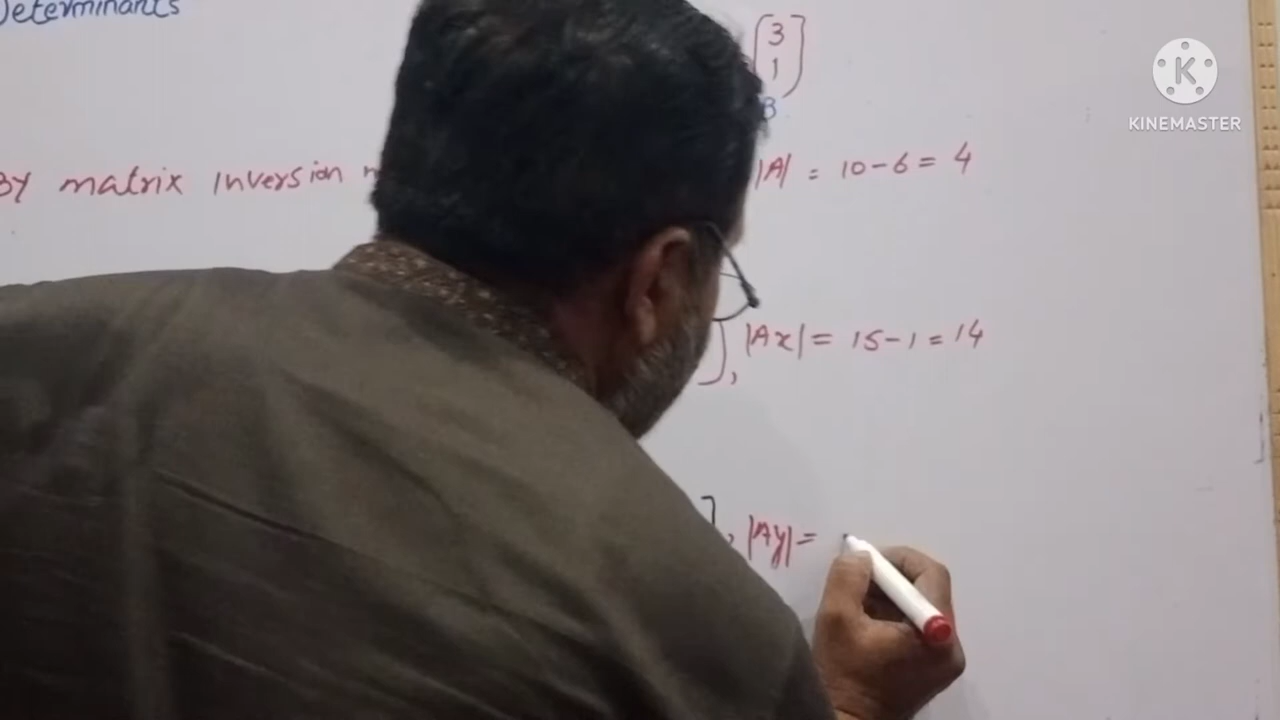 Determinants
3
1
B
KINEMASTER
By matrix inversion
|A| = 10-6 = 4
|Ax| = 15-1 = 14
, |Ay| =